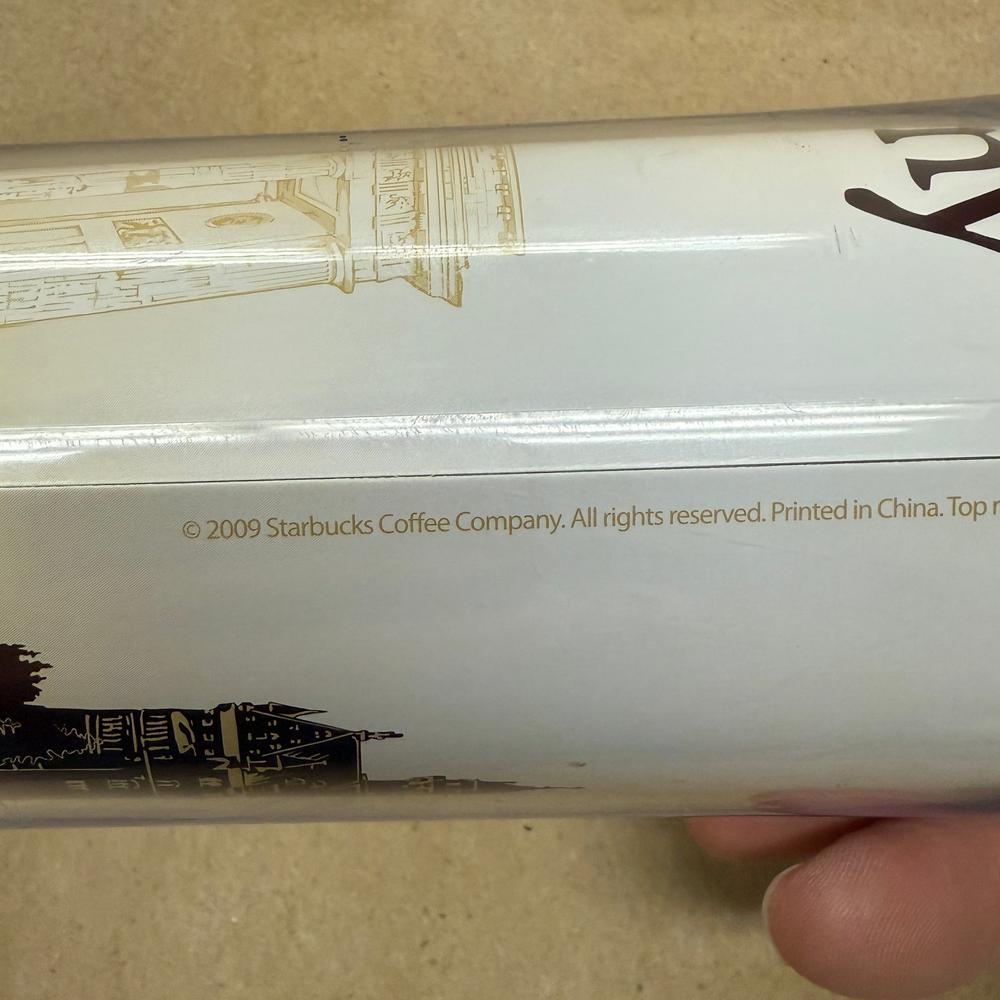 © 2009 Starbucks Coffee Company. All rights reserved. Printed in China. Top